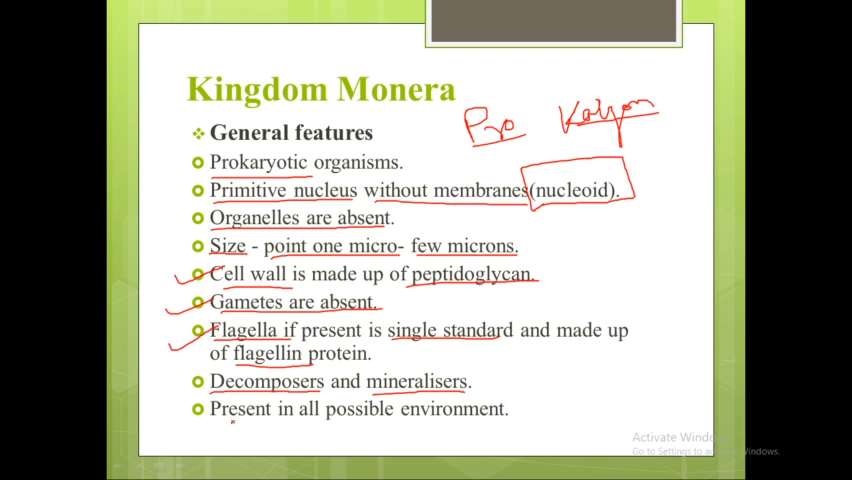 Kingdom Monera
General features
Pro Kalyon
Prokaryotic organisms.
Primitive nucleus without membranes(nucleoid).
Organelles are absent.
Size - point one micro- few microns.
Cell wall is made up of peptidoglycan.
Gametes are absent.
Flagella if present is single standard and made up
of flagellin protein.
Decomposers and mineralisers.
Present in all possible environment.
Activate Windows
Go to Settings to activate Windows.